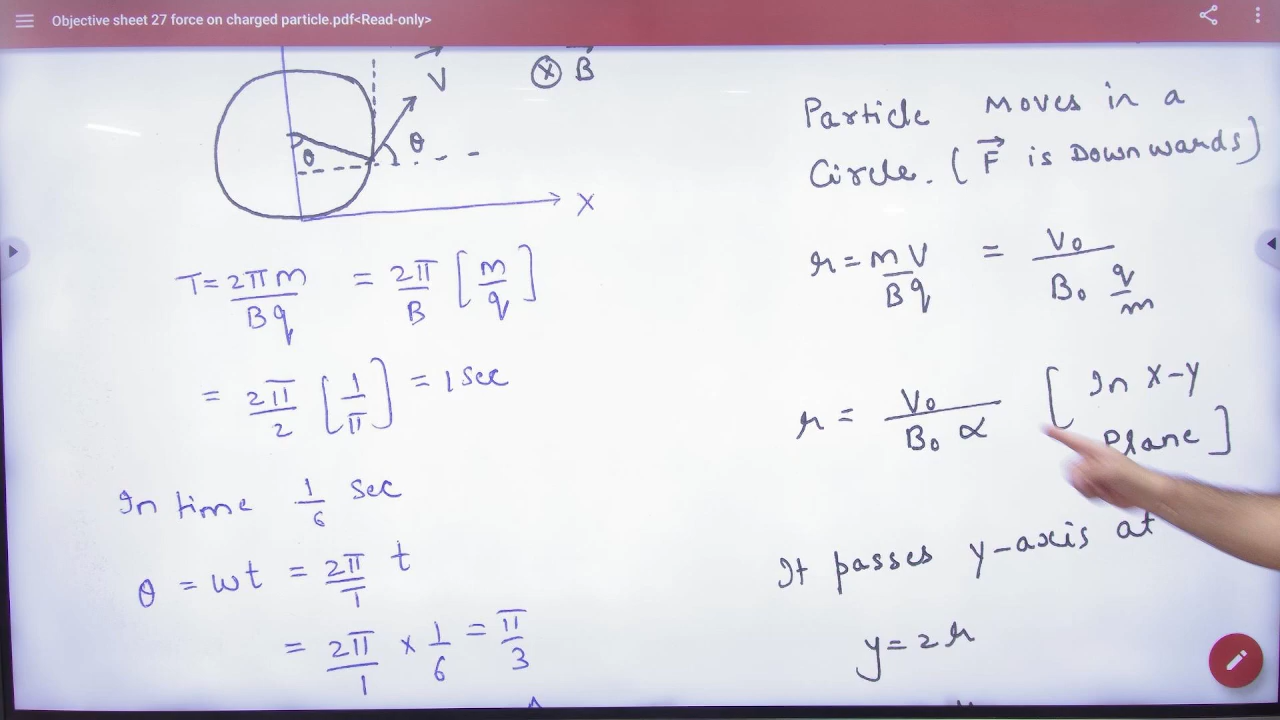 Objective sheet 27 force on charged particle.pdf<Read-only>
V
B
θ
θ
X
T = 2πm / Bq = 2π / B [ m / q ]
= 2π / 2 [ 1 / π ] = 1 sec
In time 1/6 sec
θ = wt = 2π / 1 t
= 2π / 1 × 1 / 6 = π / 3
Particle moves in a
Circle. ( F⃗ is Downwards )
r = mV / Bq = V₀ / B₀ q/m
r = V₀ / B₀ α [ In X-Y
Plane ]
It passes y-axis at
y = 2r